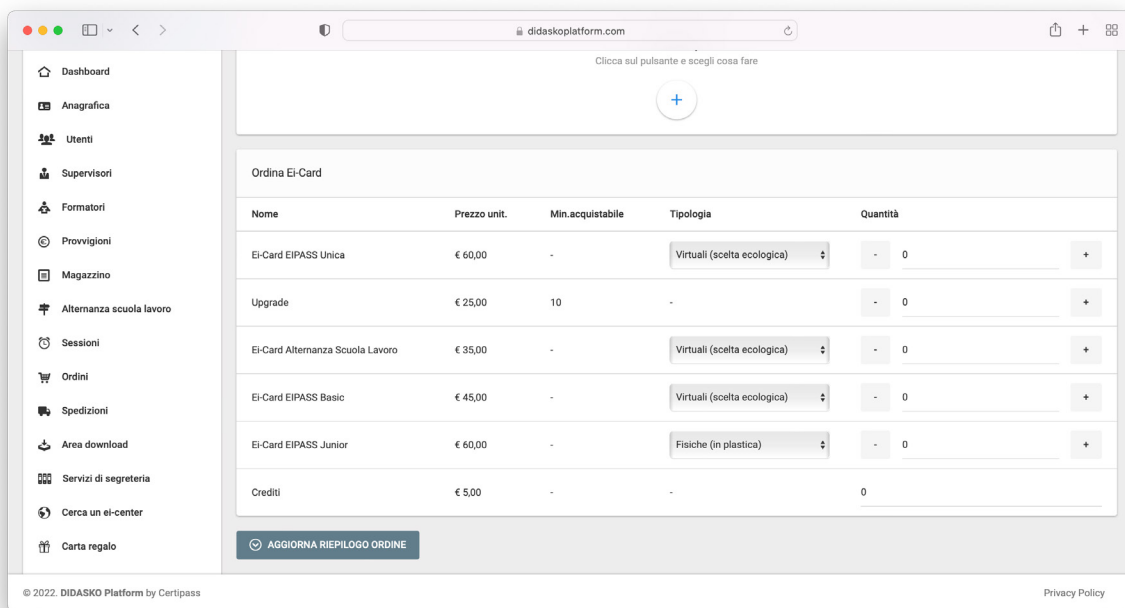 didaskoplatform.com
Dashboard
Anagrafica
Utenti
Supervisori
Formatori
Provvigioni
Magazzino
Alternanza scuola lavoro
Sessioni
Ordini
Spedizioni
Area download
Servizi di segreteria
Cerca un ei-center
Carta regalo
Clicca sul pulsante e scegli cosa fare
+
Ordina Ei-Card
Nome Prezzo unit. Min.acquistabile Tipologia Quantità
Ei-Card EIPASS Unica € 60,00 - Virtuali (scelta ecologica) - 0 +
Upgrade € 25,00 10 - - 0 +
Ei-Card Alternanza Scuola Lavoro € 35,00 - Virtuali (scelta ecologica) - 0 +
Ei-Card EIPASS Basic € 45,00 - Virtuali (scelta ecologica) - 0 +
Ei-Card EIPASS Junior € 60,00 - Fisiche (in plastica) - 0 +
Crediti € 5,00 - - 0
AGGIORNA RIEPILOGO ORDINE
© 2022. DIDASKO Platform by Certipass Privacy Policy